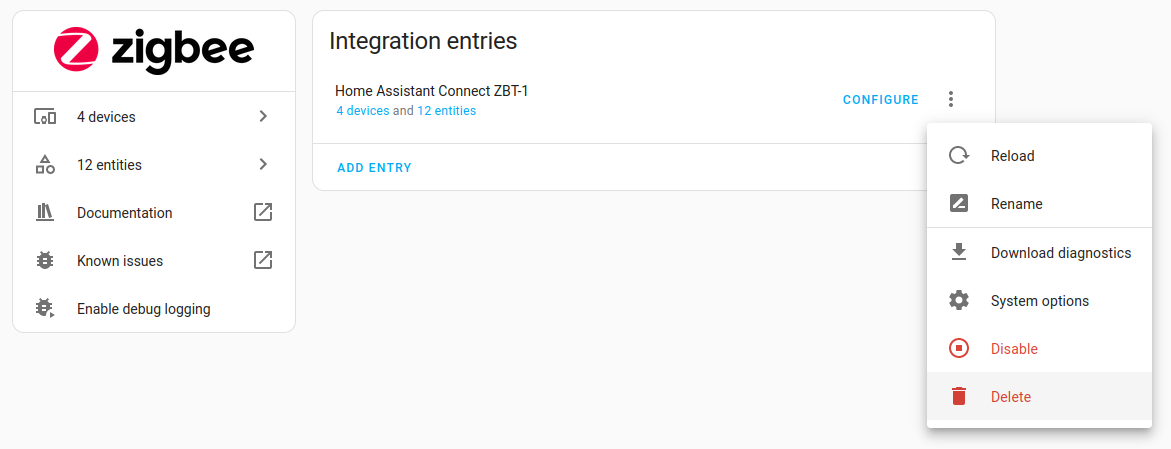 zigbee
4 devices
12 entities
Documentation
Known issues
Enable debug logging
Integration entries
Home Assistant Connect ZBT-1
4 devices and 12 entities
CONFIGURE
ADD ENTRY
Reload
Rename
Download diagnostics
System options
Disable
Delete